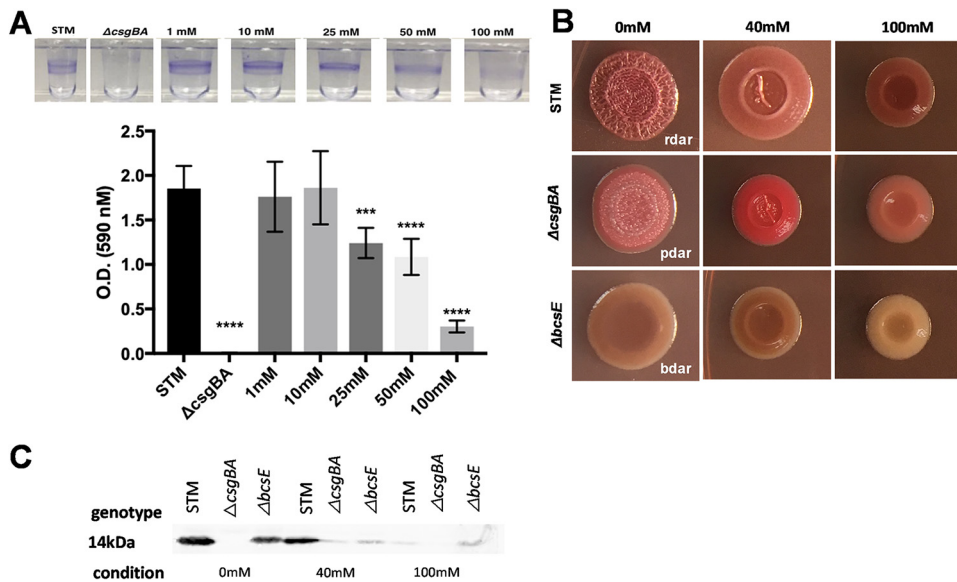 A
STM ΔcsgBA 1 mM 10 mM 25 mM 50 mM 100 mM
O.D. (590 nM)
2.5
2.0
1.5
1.0
0.5
0.0
**** *** **** ****
STM ΔcsgBA 1mM 10mM 25mM 50mM 100mM
B
0mM 40mM 100mM
STM
rdar
ΔcsgBA
pdar
ΔbcsE
bdar
C
genotype STM ΔcsgBA ΔbcsE STM ΔcsgBA ΔbcsE STM ΔcsgBA ΔbcsE
14kDa
condition 0mM 40mM 100mM